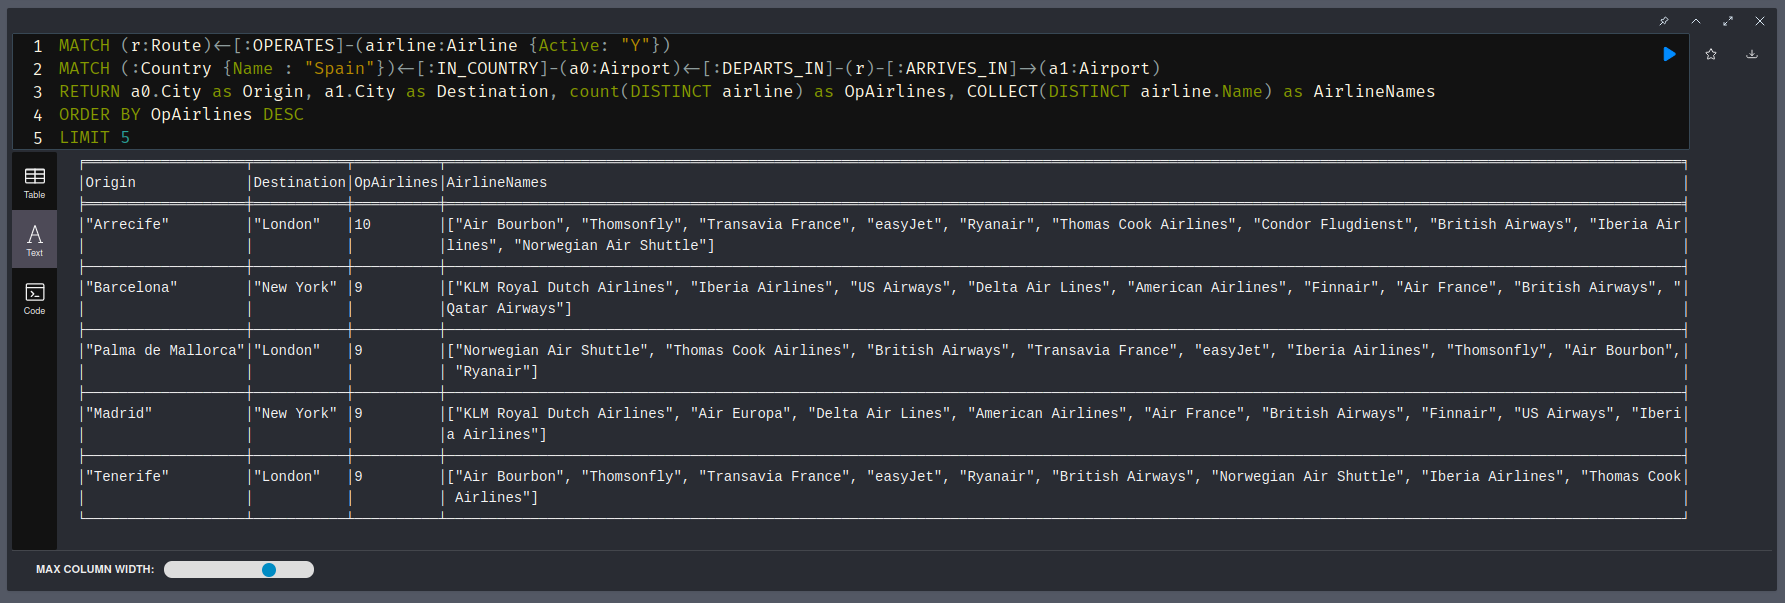 1 MATCH (r:Route)<-[:OPERATES]-(airline:Airline {Active: "Y"})
2 MATCH (:Country {Name : "Spain"})<-[:IN_COUNTRY]-(a0:Airport)<-[:DEPARTS_IN]-(r)-[:ARRIVES_IN]->(a1:Airport)
3 RETURN a0.City as Origin, a1.City as Destination, count(DISTINCT airline) as OpAirlines, COLLECT(DISTINCT airline.Name) as AirlineNames
4 ORDER BY OpAirlines DESC
5 LIMIT 5
Table
Text
Code
Origin Destination OpAirlines AirlineNames
"Arrecife" "London" 10 ["Air Bourbon", "Thomsonfly", "Transavia France", "easyJet", "Ryanair", "Thomas Cook Airlines", "Condor Flugdienst", "British Airways", "Iberia Air
lines", "Norwegian Air Shuttle"]
"Barcelona" "New York" 9 ["KLM Royal Dutch Airlines", "Iberia Airlines", "US Airways", "Delta Air Lines", "American Airlines", "Finnair", "Air France", "British Airways", "
Qatar Airways"]
"Palma de Mallorca" "London" 9 ["Norwegian Air Shuttle", "Thomas Cook Airlines", "British Airways", "Transavia France", "easyJet", "Iberia Airlines", "Thomsonfly", "Air Bourbon",
"Ryanair"]
"Madrid" "New York" 9 ["KLM Royal Dutch Airlines", "Air Europa", "Delta Air Lines", "American Airlines", "Air France", "British Airways", "Finnair", "US Airways", "Iberi
a Airlines"]
"Tenerife" "London" 9 ["Air Bourbon", "Thomsonfly", "Transavia France", "easyJet", "Ryanair", "British Airways", "Norwegian Air Shuttle", "Iberia Airlines", "Thomas Cook
Airlines"]
MAX COLUMN WIDTH: